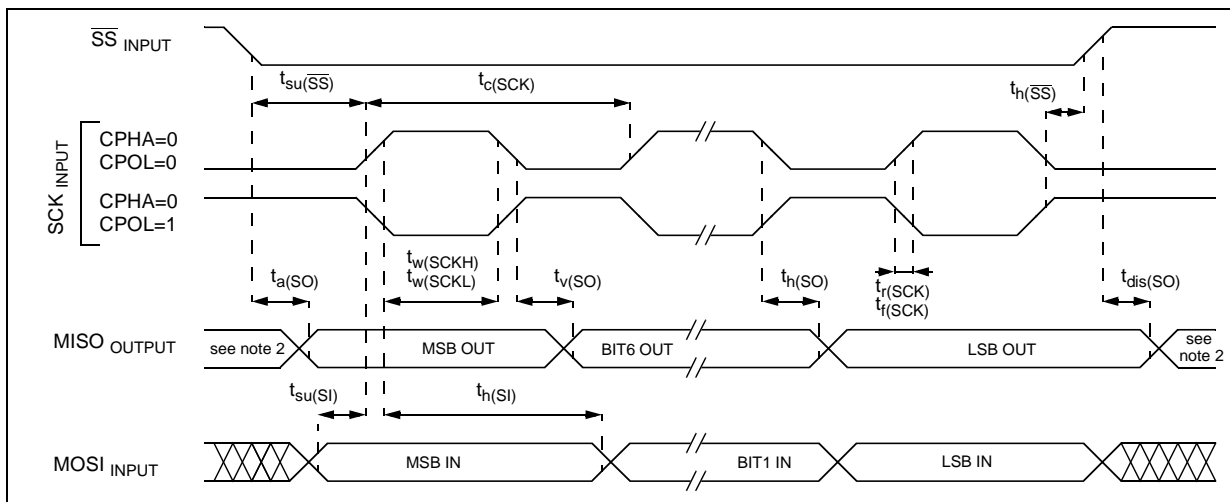 SS INPUT
tsu(SS)
tc(SCK)
th(SS)
SCK INPUT
CPHA=0
CPOL=0
CPHA=0
CPOL=1
ta(SO)
tw(SCKH)
tw(SCKL)
tv(SO)
th(SO)
tr(SCK)
tf(SCK)
tdis(SO)
MISO OUTPUT
see note 2
MSB OUT
BIT6 OUT
LSB OUT
see
note 2
tsu(SI)
th(SI)
MOSI INPUT
MSB IN
BIT1 IN
LSB IN